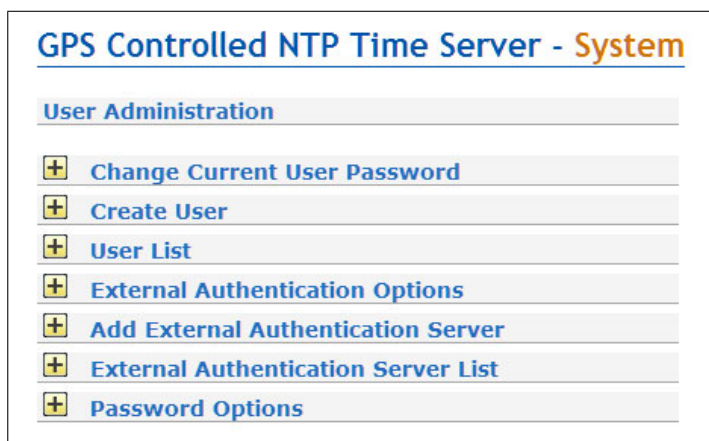 GPS Controlled NTP Time Server - System
User Administration
Change Current User Password
Create User
User List
External Authentication Options
Add External Authentication Server
External Authentication Server List
Password Options